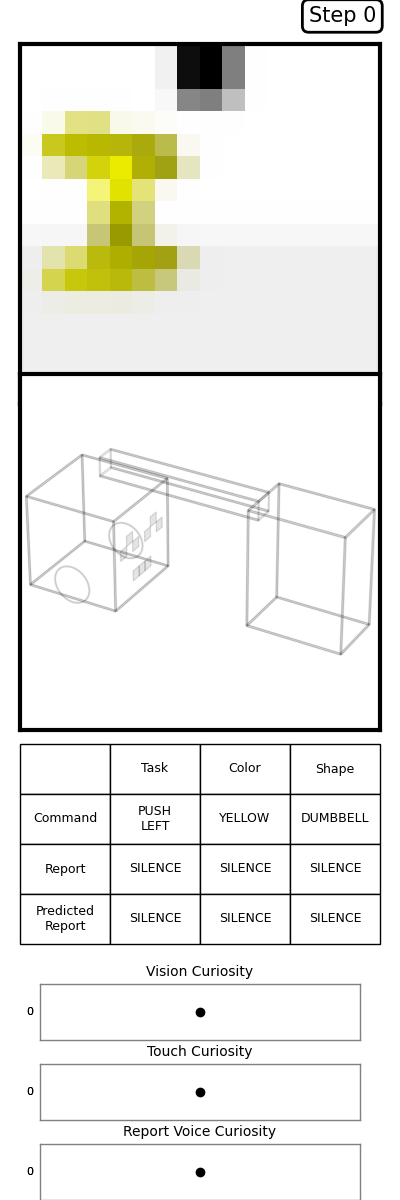 Step 0
Task Color Shape
Command PUSH LEFT YELLOW DUMBBELL
Report SILENCE SILENCE SILENCE
Predicted Report SILENCE SILENCE SILENCE
Vision Curiosity
0
Touch Curiosity
0
Report Voice Curiosity
0